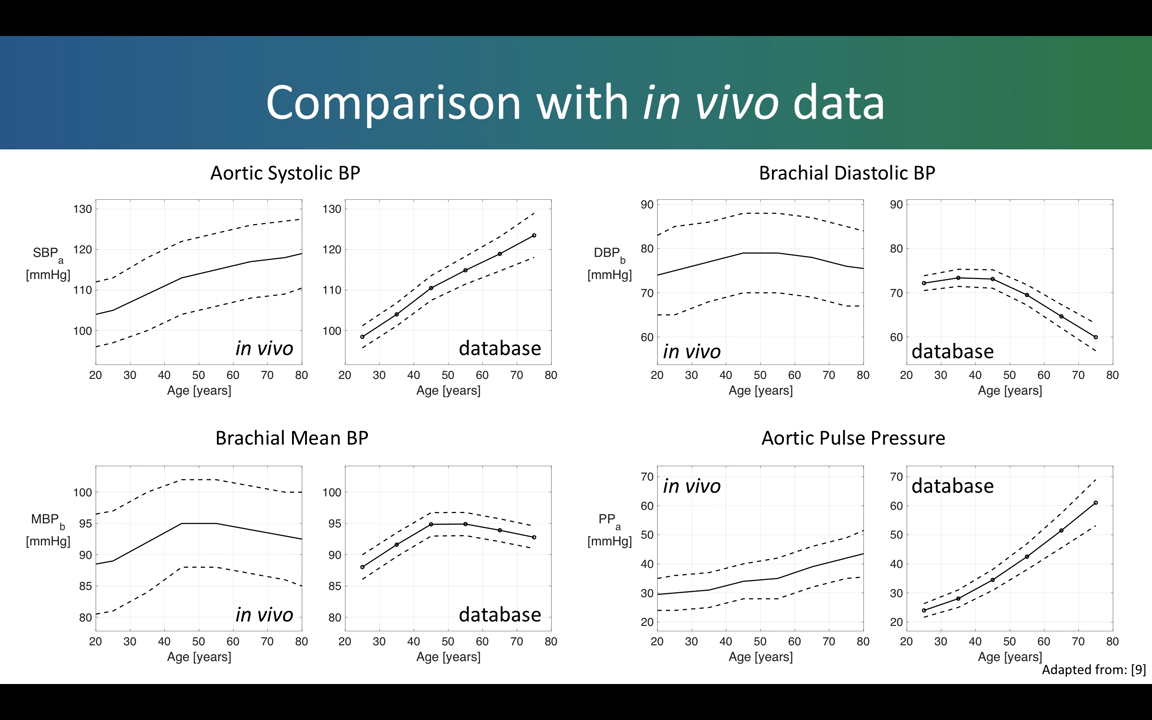 Comparison with in vivo data
Aortic Systolic BP
130
120
110
100
SBPa
[mmHg]
in vivo
20 30 40 50 60 70 80
Age [years]
130
120
110
100
database
20 30 40 50 60 70 80
Age [years]
Brachial Diastolic BP
90
80
70
60
DBPb
[mmHg]
in vivo
20 30 40 50 60 70 80
Age [years]
90
80
70
60
database
20 30 40 50 60 70 80
Age [years]
Brachial Mean BP
100
95
90
85
80
MBPb
[mmHg]
in vivo
20 30 40 50 60 70 80
Age [years]
100
95
90
85
80
database
20 30 40 50 60 70 80
Age [years]
Aortic Pulse Pressure
70
60
50
40
30
20
PPa
[mmHg]
in vivo
20 30 40 50 60 70 80
Age [years]
70
60
50
40
30
20
database
20 30 40 50 60 70 80
Age [years]
Adapted from: [9]